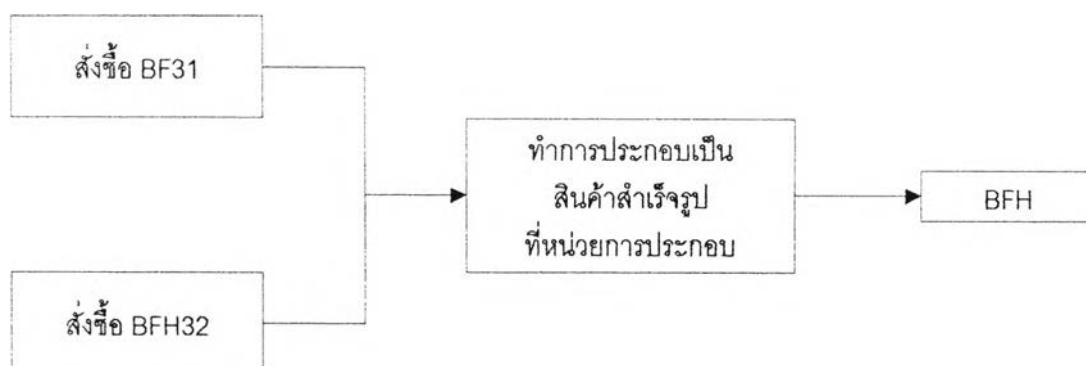 สั่งซื้อ BF31
ทำการประกอบเป็น
สินค้าสำเร็จรูป
ที่หน่วยการประกอบ
BFH
สั่งซื้อ BFH32